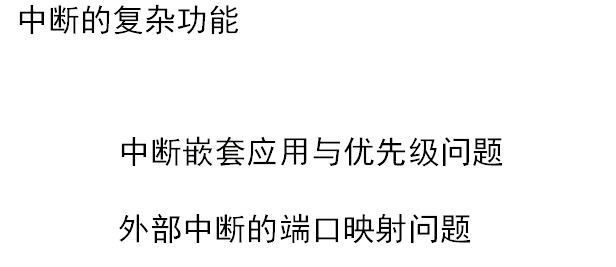 中断的复杂功能
中断嵌套应用与优先级问题
外部中断的端口映射问题